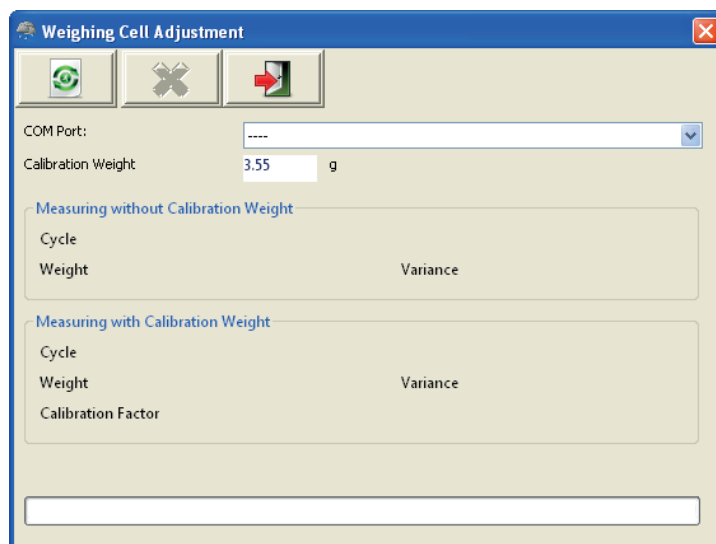 Weighing Cell Adjustment
COM Port: ----
Calibration Weight 3.55 g
Measuring without Calibration Weight
Cycle
Weight Variance
Measuring with Calibration Weight
Cycle
Weight Variance
Calibration Factor